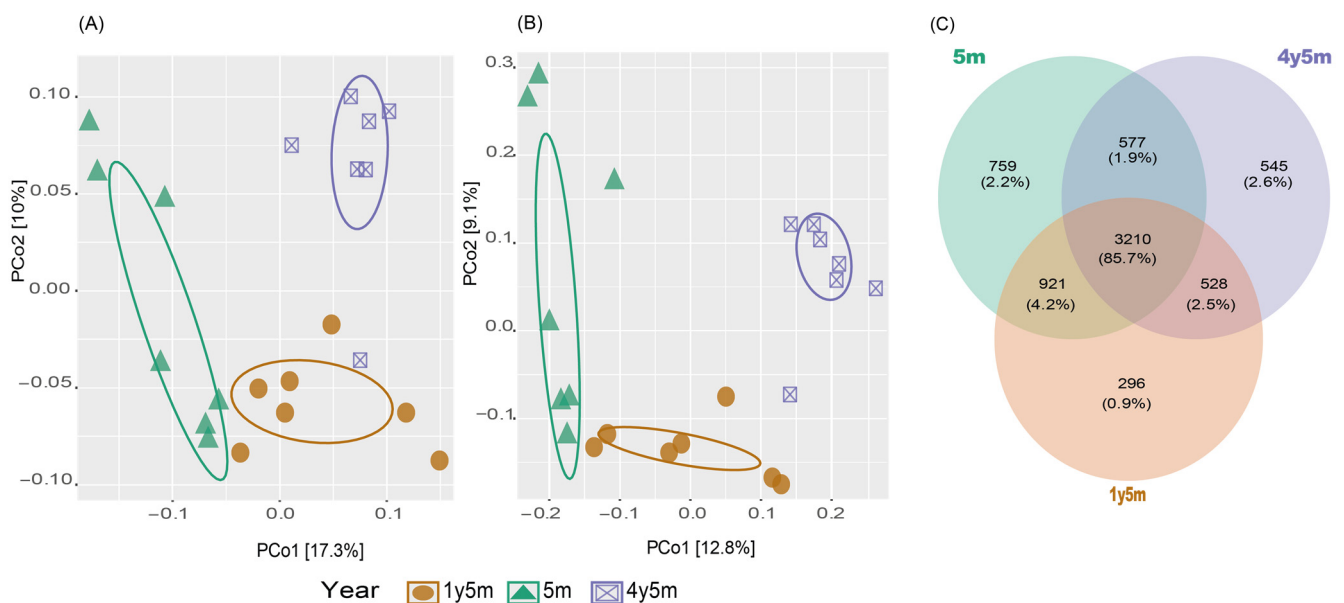 (A)
0.10
0.05
0.00
−0.05
−0.10
PCo2 [10%]
−0.1
0.0
0.1
PCo1 [17.3%]
(B)
0.3
0.2
0.1
0.0
−0.1
PCo2 [9.1%]
−0.2
−0.1
0.0
0.1
0.2
PCo1 [12.8%]
Year
1y5m
5m
4y5m
(C)
5m
4y5m
577
(1.9%)
759
(2.2%)
545
(2.6%)
3210
(85.7%)
921
(4.2%)
528
(2.5%)
296
(0.9%)
1y5m